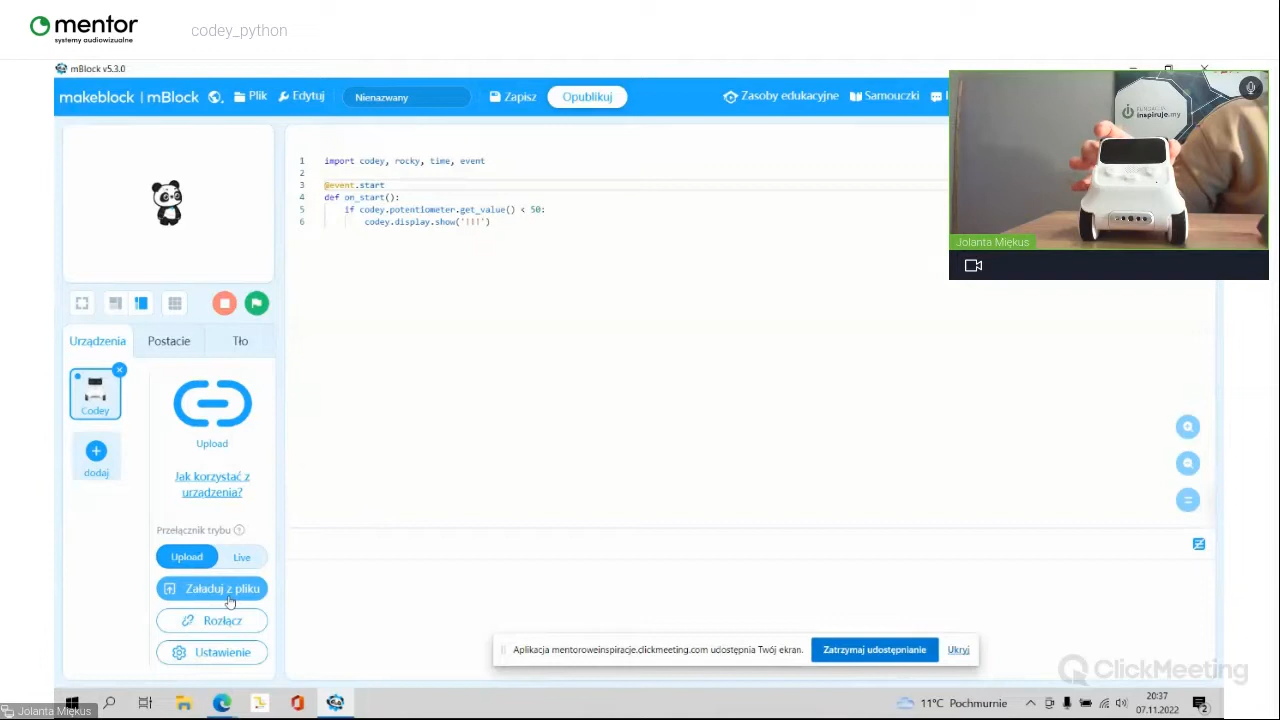 mentor
systemy audiowizualne
codey_python
mBlock v5.3.0
makeblock | mBlock
Plik
Edytuj
Nienazwany
Zapisz
Opublikuj
Zasoby edukacyjne
Samouczki
FUNDACJA
inspiruje.my
Jolanta Miękus
1 import codey, rocky, time, event
2
3 @event.start
4 def on_start():
5 if codey.potentiometer.get_value() < 50:
6 codey.display.show('!!!')
Urządzenia
Postacie
Tło
Codey
dodaj
Upload
Jak korzystać z
urządzenia?
Przełącznik trybu
Upload
Live
Załaduj z pliku
Rozłącz
Ustawienie
Aplikacja mentoroweinspiracje.clickmeeting.com udostępnia Twój ekran.
Zatrzymaj udostępnianie
Ukryj
ClickMeeting
11°C Pochmurnie
20:37
07.11.2022
2
Jolanta Miękus